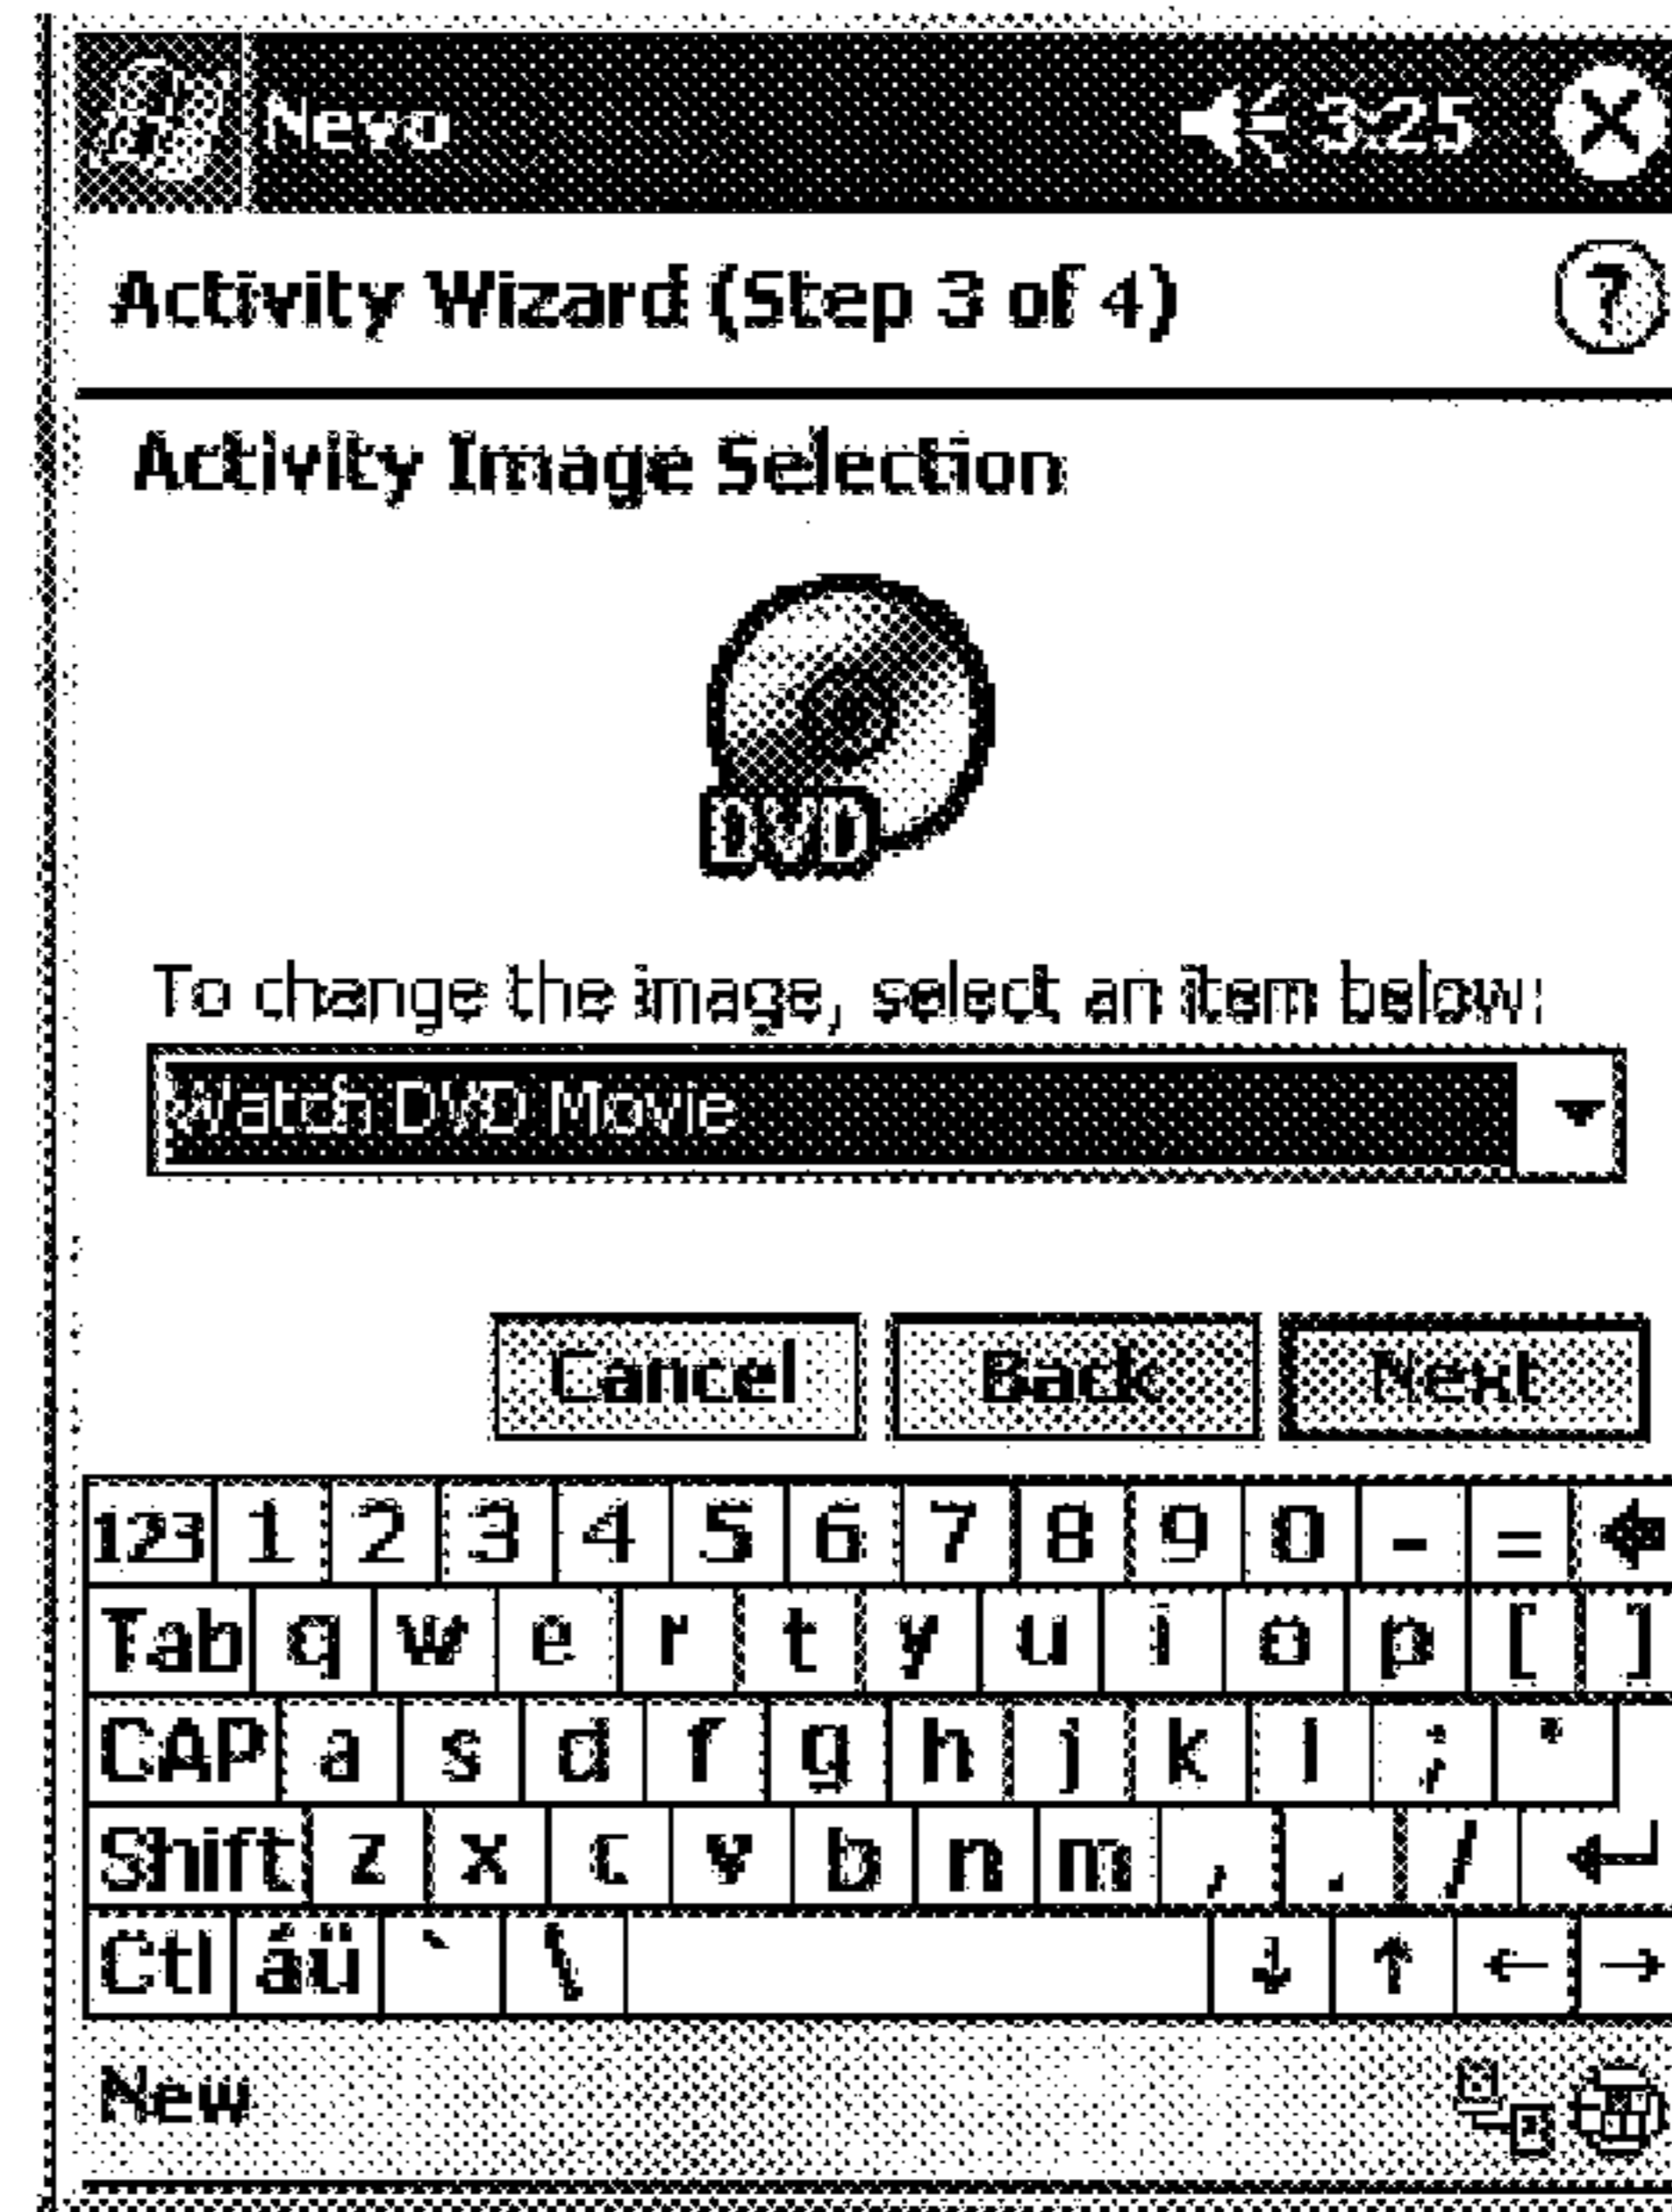 Nevo 3:25
Activity Wizard (Step 3 of 4) ?
Activity Image Selection
DVD
To change the image, select an item below:
Watch DVD Movie
Cancel Back Next
123 1 2 3 4 5 6 7 8 9 0 - =
Tab q w e r t y u i o p [ ]
CAP a s d f g h j k l ; '
Shift z x c v b n m , . /
Ctl áü ` \ ↓ ↑ ← →
New